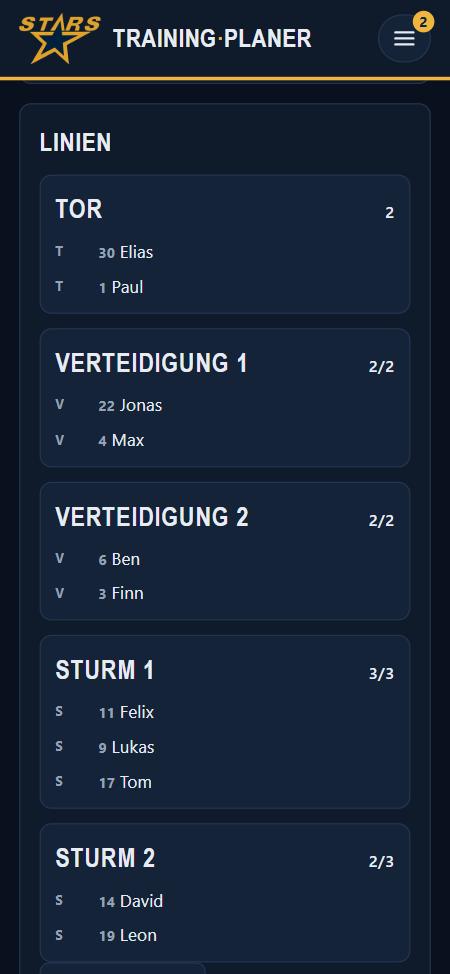 STARS
TRAINING·PLANER
2
LINIEN
TOR 2
T 30 Elias
T 1 Paul
VERTEIDIGUNG 1 2/2
V 22 Jonas
V 4 Max
VERTEIDIGUNG 2 2/2
V 6 Ben
V 3 Finn
STURM 1 3/3
S 11 Felix
S 9 Lukas
S 17 Tom
STURM 2 2/3
S 14 David
S 19 Leon